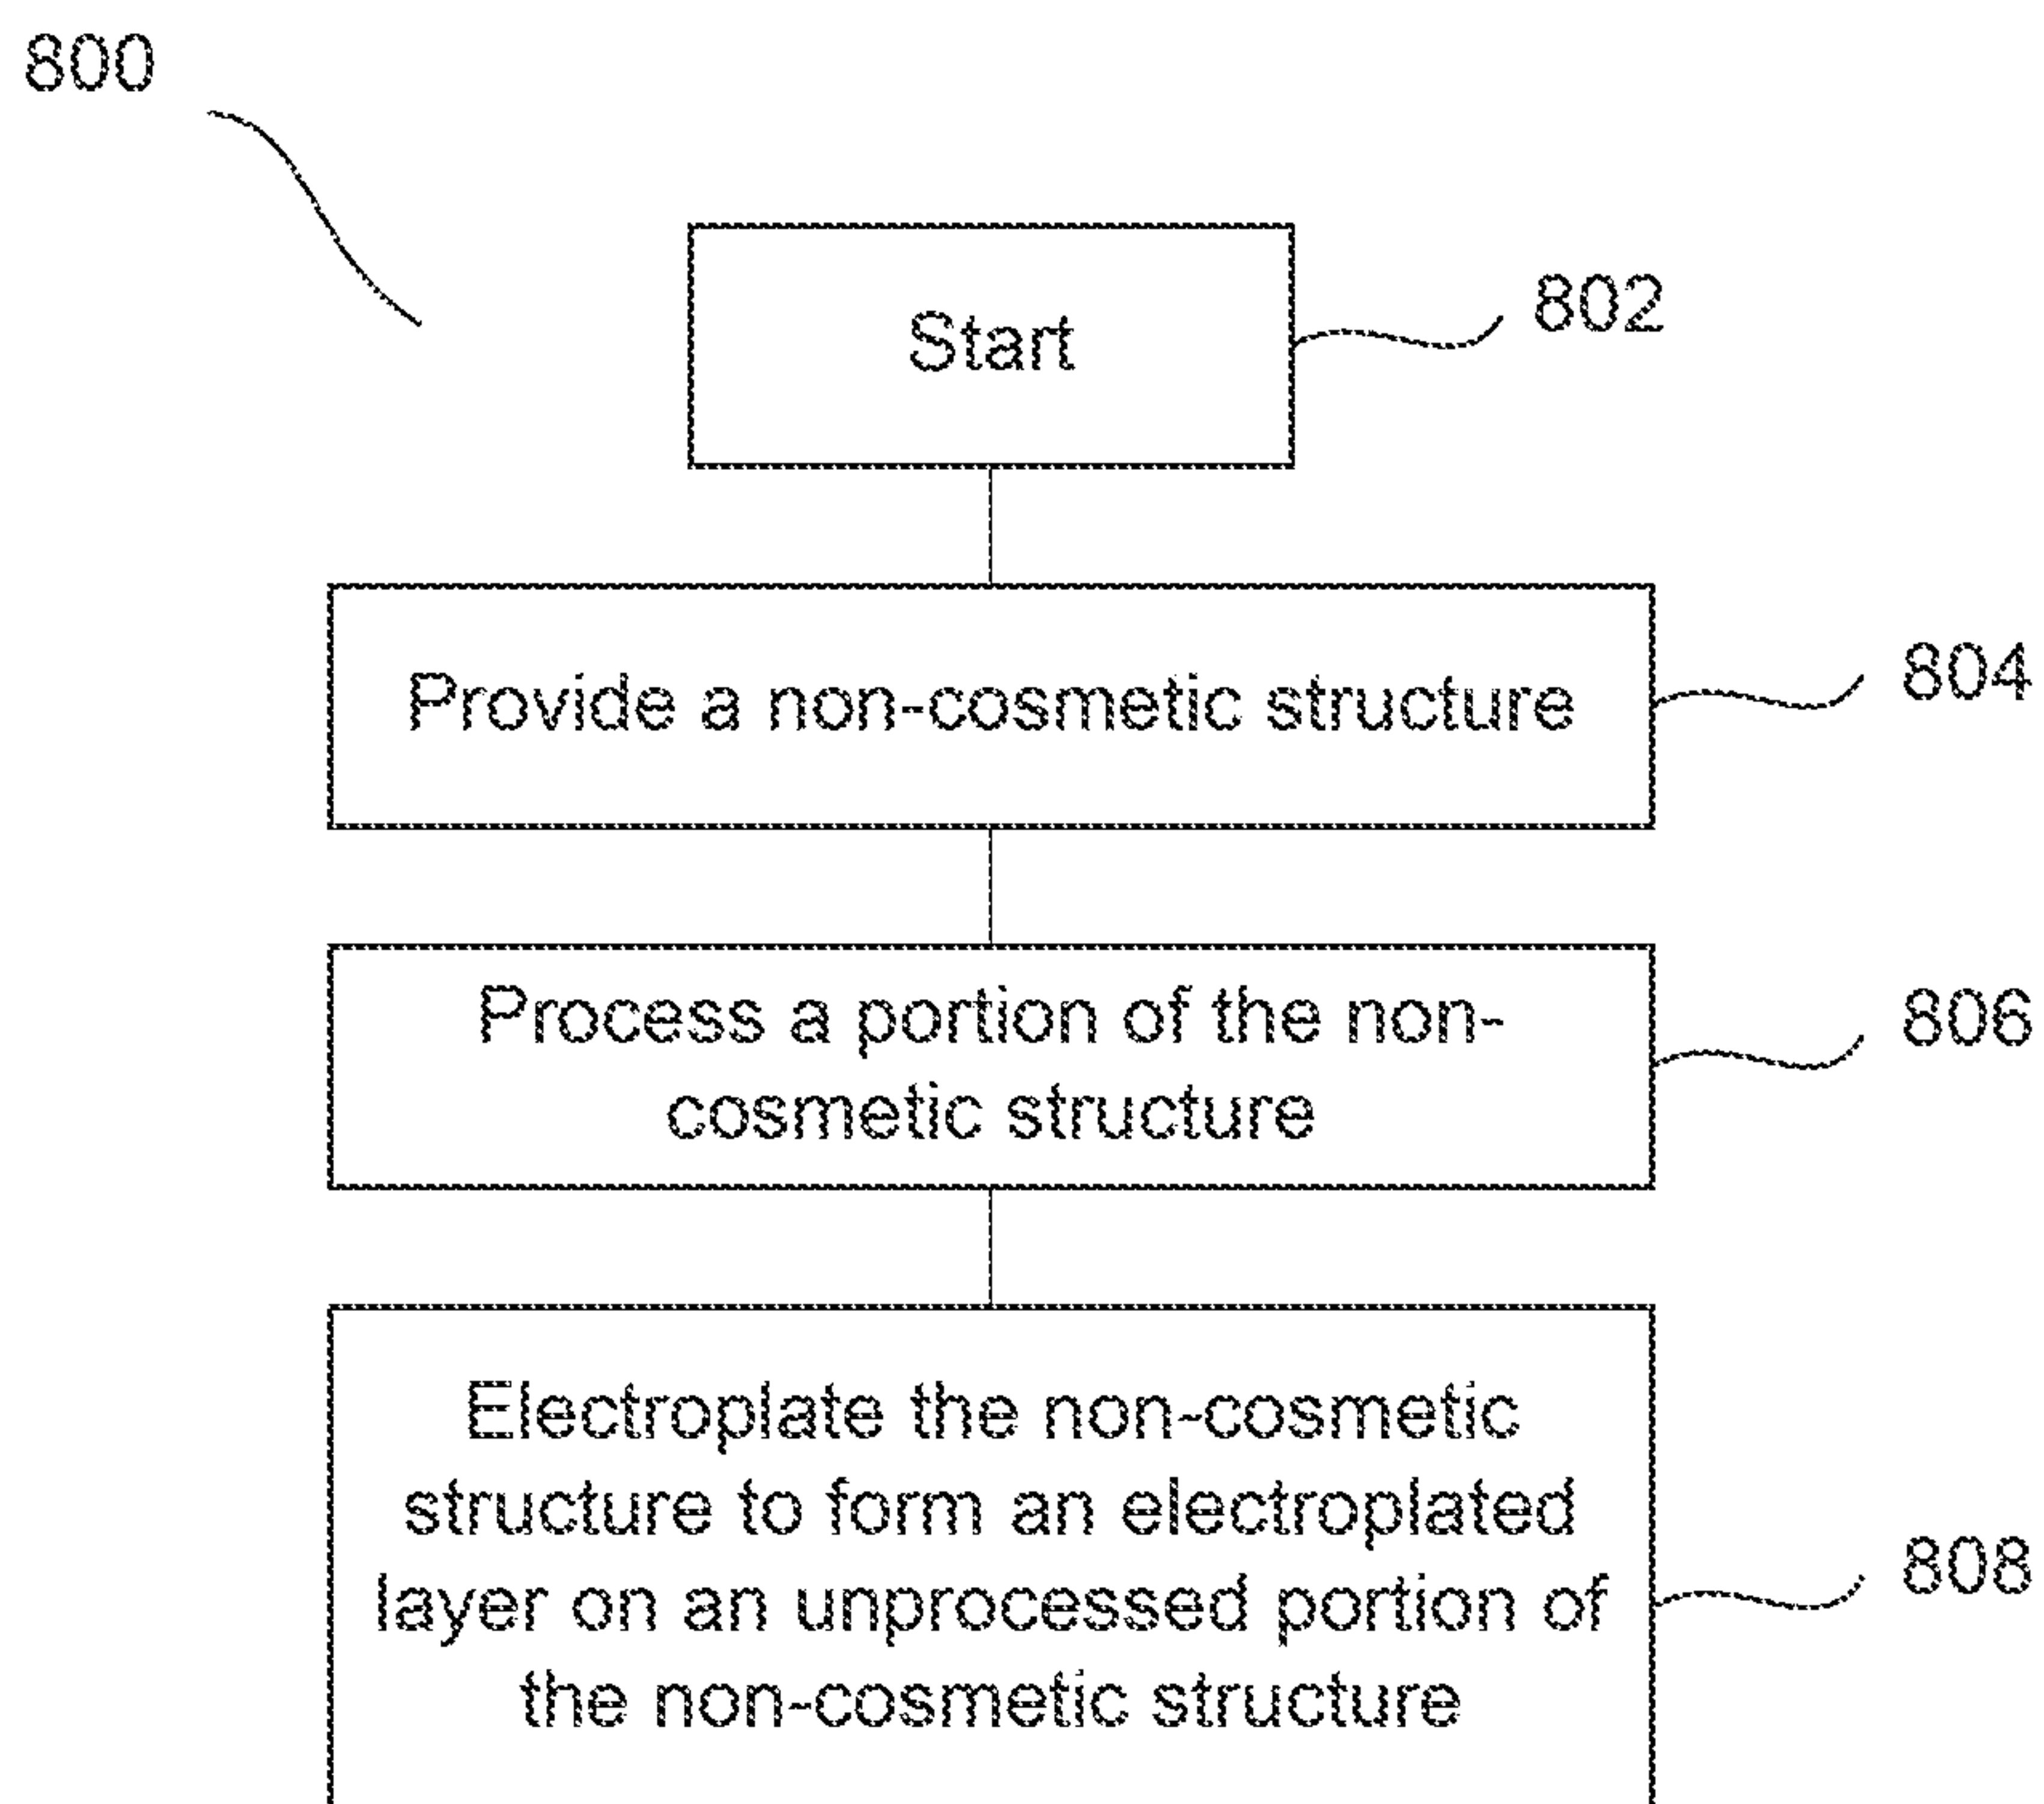 800
Start
802
Provide a non-cosmetic structure
804
Process a portion of the non-
cosmetic structure
806
Electroplate the non-cosmetic
structure to form an electroplated
layer on an unprocessed portion of
the non-cosmetic structure
808